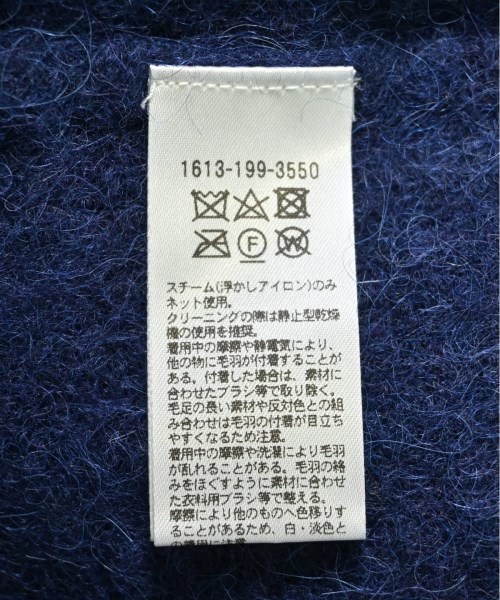 1613-199-3550
F
W
スチーム(浮かしアイロン)のみ
ネット使用。
クリーニングの際は静止型乾燥
機の使用を推奨。
着用中の摩擦や静電気により、
他の物に毛羽が付着することが
ある。付着した場合は、素材に
合わせたブラシ等で取り除く。
毛足の長い素材や反対色との組
み合わせは毛羽の付着が目立ち
やすくなるため注意。
着用中の摩擦や洗濯により毛羽
が乱れることがある。毛羽の絡
みをほぐすように素材に合わせ
た衣料用ブラシ等で整える。
摩擦により他のものへ色移りす
ることがあるため、白・淡色と
の着用に注意